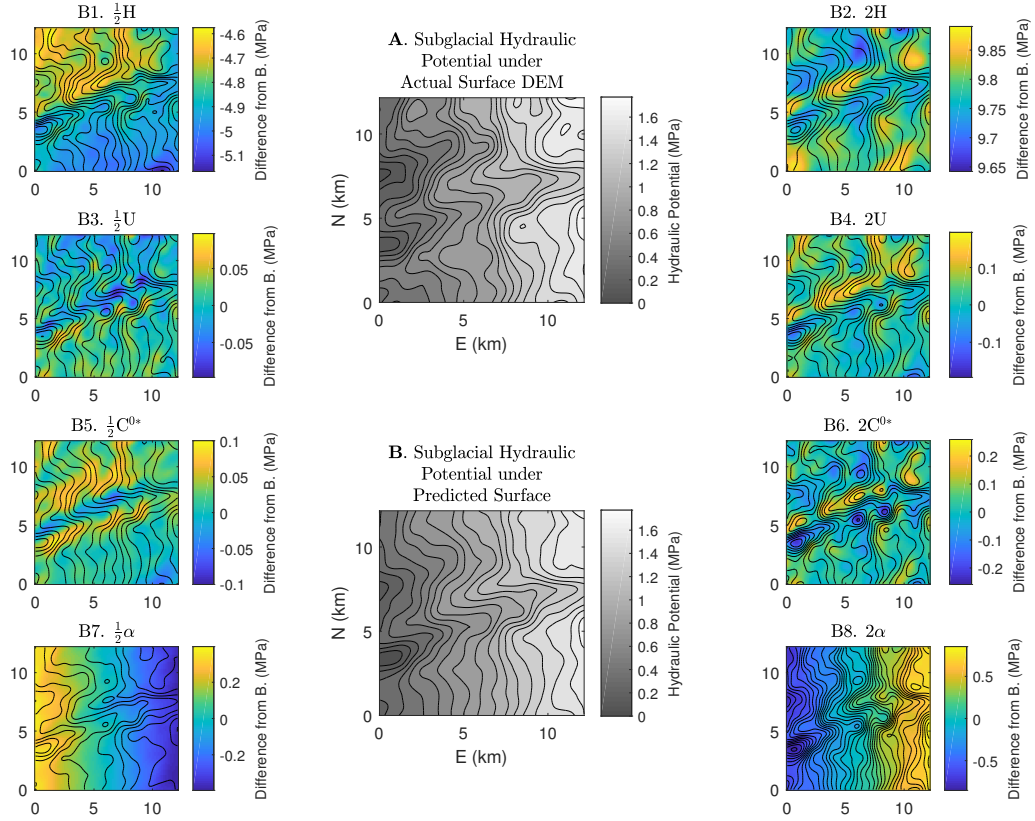 B1. ½H
10
5
0
0 5 10
-4.6
-4.7
-4.8
-4.9
-5
-5.1
Difference from B. (MPa)
A. Subglacial Hydraulic
Potential under
Actual Surface DEM
10
5
0
0 5 10
N (km)
E (km)
1.6
1.4
1.2
1
0.8
0.6
0.4
0.2
0
Hydraulic Potential (MPa)
B2. 2H
10
5
0
0 5 10
9.85
9.8
9.75
9.7
9.65
Difference from B. (MPa)
B3. ½U
10
5
0
0 5 10
0.05
0
-0.05
Difference from B. (MPa)
B4. 2U
10
5
0
0 5 10
0.1
0
-0.1
Difference from B. (MPa)
B5. ½C⁰*
10
5
0
0 5 10
0.1
0.05
0
-0.05
-0.1
Difference from B. (MPa)
B. Subglacial Hydraulic
Potential under
Predicted Surface
10
5
0
0 5 10
N (km)
E (km)
1.6
1.4
1.2
1
0.8
0.6
0.4
0.2
0
Hydraulic Potential (MPa)
B6. 2C⁰*
10
5
0
0 5 10
0.2
0.1
0
-0.1
-0.2
Difference from B. (MPa)
B7. ½α
10
5
0
0 5 10
0.2
0
-0.2
Difference from B. (MPa)
B8. 2α
10
5
0
0 5 10
0.5
0
-0.5
Difference from B. (MPa)